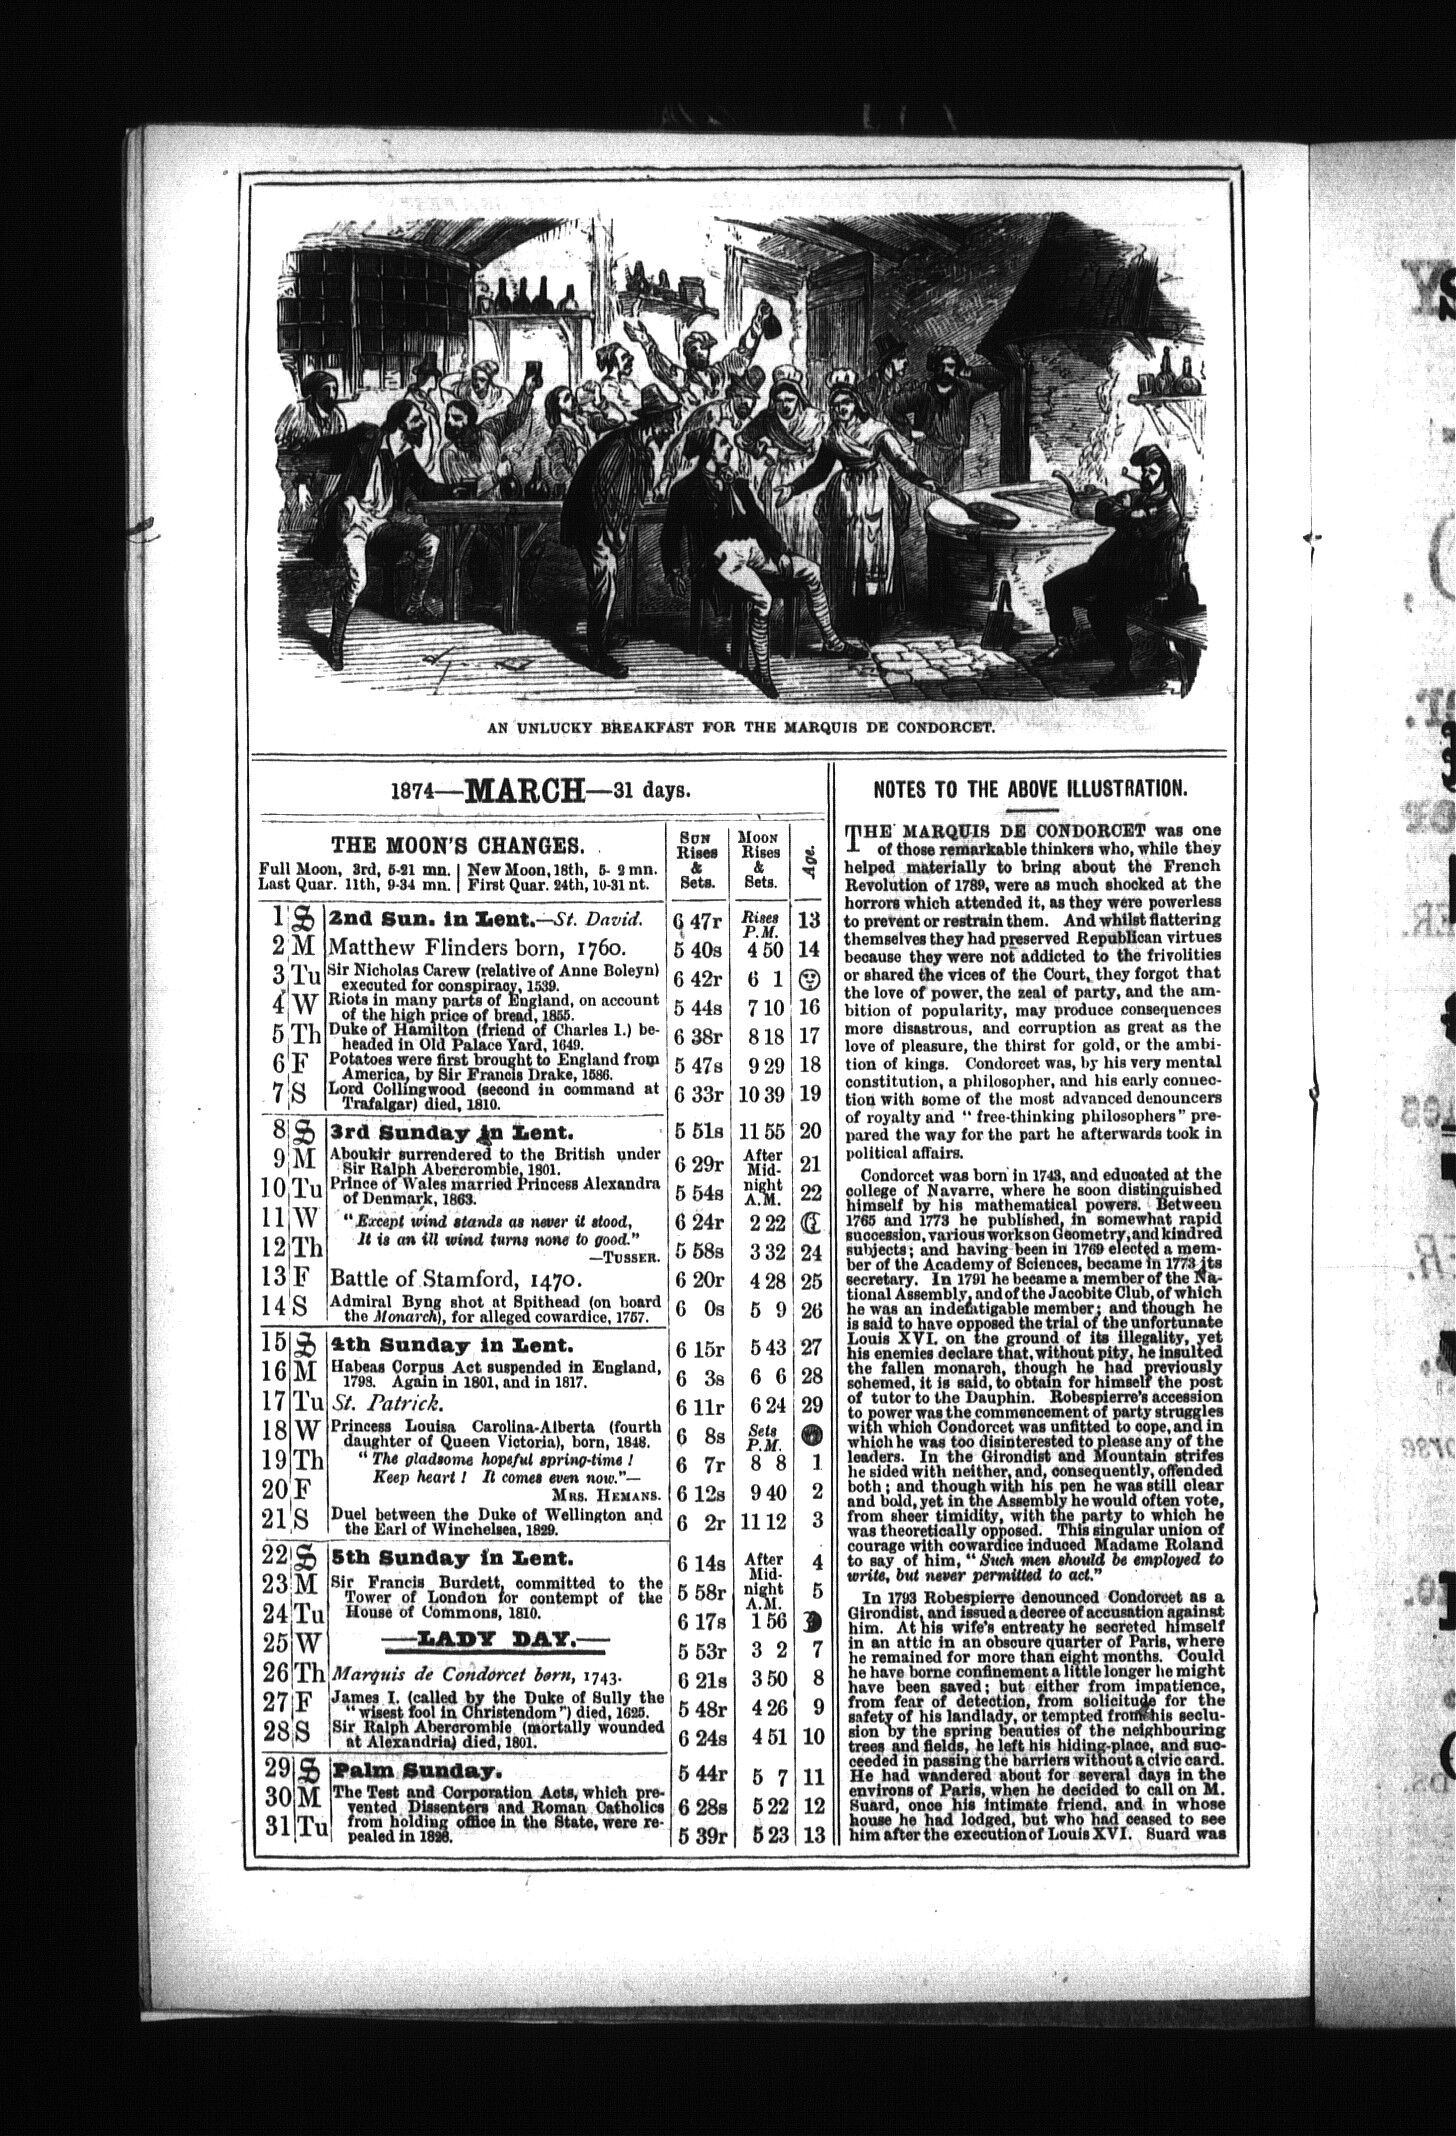 AN UNLUCKY BREAKFAST FOR THE MARQUIS DE CONDORCET.
1874—MARCH—31 days.
THE MOON'S CHANGES.
Full Moon, 3rd, 5-21 mn. | New Moon, 18th, 5- 2 mn.
Last Quar. 11th, 9-34 mn. | First Quar. 24th, 10-31 nt.
SUN Rises & Sets.
MOON Rises & Sets.
Age.
1 S 2nd Sun. in Lent.—St. David. 6 47r Rises P.M. 13
2 M Matthew Flinders born, 1760. 5 40s 4 50 14
3 Tu Sir Nicholas Carew (relative of Anne Boleyn) 6 42r 6 1
executed for conspiracy, 1539.
4 W Riots in many parts of England, on account 5 44s 7 10 16
of the high price of bread, 1855.
5 Th Duke of Hamilton (friend of Charles I.) be- 6 38r 8 18 17
headed in Old Palace Yard, 1649.
6 F Potatoes were first brought to England from 5 47s 9 29 18
America, by Sir Francis Drake, 1586.
7 S Lord Collingwood (second in command at 6 33r 10 39 19
Trafalgar) died, 1810.
8 S 3rd Sunday in Lent. 5 51s 11 55 20
9 M Aboukir surrendered to the British under 6 29r After Mid- 21
Sir Ralph Abercrombie, 1801.
10 Tu Prince of Wales married Princess Alexandra 5 54s night A.M. 22
of Denmark, 1863.
11 W "Except wind stands as never it stood, 6 24r 2 22
12 Th It is an ill wind turns none to good." 5 58s 3 32 24
—TUSSER.
13 F Battle of Stamford, 1470. 6 20r 4 28 25
14 S Admiral Byng shot at Spithead (on board 6 0s 5 9 26
the Monarch), for alleged cowardice, 1757.
15 S 4th Sunday in Lent. 6 15r 5 43 27
16 M Habeas Corpus Act suspended in England, 6 3s 6 6 28
1793. Again in 1801, and in 1817.
17 Tu St. Patrick. 6 11r 6 24 29
18 W Princess Louisa Carolina-Alberta (fourth 6 8s Sets P.M.
daughter of Queen Victoria), born, 1848.
19 Th "The gladsome hopeful spring-time! 6 7r 8 8 1
Keep heart! It comes even now."—
20 F MRS. HEMANS. 6 12s 9 40 2
21 S Duel between the Duke of Wellington and 6 2r 11 12 3
the Earl of Winchelsea, 1829.
22 S 5th Sunday in Lent. 6 14s After Mid- 4
23 M Sir Francis Burdett, committed to the 5 58r night A.M. 5
Tower of London for contempt of the
24 Tu House of Commons, 1810. 6 17s 1 56
25 W —LADY DAY.— 5 53r 3 2 7
26 Th Marquis de Condorcet born, 1743. 6 21s 3 50 8
27 F James I. (called by the Duke of Sully the 5 48r 4 26 9
"wisest fool in Christendom") died, 1625.
28 S Sir Ralph Abercrombie (mortally wounded 6 24s 4 51 10
at Alexandria) died, 1801.
29 S Palm Sunday. 5 44r 5 7 11
30 M The Test and Corporation Acts, which pre- 6 28s 5 22 12
vented Dissenters and Roman Catholics
31 Tu from holding office in the State, were re- 5 39r 5 23 13
pealed in 1828.
NOTES TO THE ABOVE ILLUSTRATION.
THE MARQUIS DE CONDORCET was one
of those remarkable thinkers who, while they
helped materially to bring about the French
Revolution of 1789, were as much shocked at the
horrors which attended it, as they were powerless
to prevent or restrain them. And whilst flattering
themselves they had preserved Republican virtues
because they were not addicted to the frivolities
or shared the vices of the Court, they forgot that
the love of power, the zeal of party, and the am-
bition of popularity, may produce consequences
more disastrous, and corruption as great as the
love of pleasure, the thirst for gold, or the ambi-
tion of kings. Condorcet was, by his very mental
constitution, a philosopher, and his early connec-
tion with some of the most advanced denouncers
of royalty and "free-thinking philosophers" pre-
pared the way for the part he afterwards took in
political affairs.
Condorcet was born in 1743, and educated at the
college of Navarre, where he soon distinguished
himself by his mathematical powers. Between
1765 and 1773 he published, in somewhat rapid
succession, various works on Geometry, and kindred
subjects; and having been in 1769 elected a mem-
ber of the Academy of Sciences, became in 1773 its
secretary. In 1791 he became a member of the Na-
tional Assembly, and of the Jacobite Club, of which
he was an indefatigable member; and though he
is said to have opposed the trial of the unfortunate
Louis XVI. on the ground of its illegality, yet
his enemies declare that, without pity, he insulted
the fallen monarch, though he had previously
schemed, it is said, to obtain for himself the post
of tutor to the Dauphin. Robespierre's accession
to power was the commencement of party struggles
with which Condorcet was unfitted to cope, and in
which he was too disinterested to please any of the
leaders. In the Girondist and Mountain strifes
he sided with neither, and, consequently, offended
both; and though with his pen he was still clear
and bold, yet in the Assembly he would often vote,
from sheer timidity, with the party to which he
was theoretically opposed. This singular union of
courage with cowardice induced Madame Roland
to say of him, "Such men should be employed to
write, but never permitted to act."
In 1793 Robespierre denounced Condorcet as a
Girondist, and issued a decree of accusation against
him. At his wife's entreaty he secreted himself
in an attic in an obscure quarter of Paris, where
he remained for more than eight months. Could
he have borne confinement a little longer he might
have been saved; but either from impatience,
from fear of detection, from solicitude for the
safety of his landlady, or tempted from his seclu-
sion by the spring beauties of the neighbouring
trees and fields, he left his hiding-place, and suc-
ceeded in passing the barriers without a civic card.
He had wandered about for several days in the
environs of Paris, when he decided to call on M.
Suard, once his intimate friend, and in whose
house he had lodged, but who had ceased to see
him after the execution of Louis XVI. Suard was